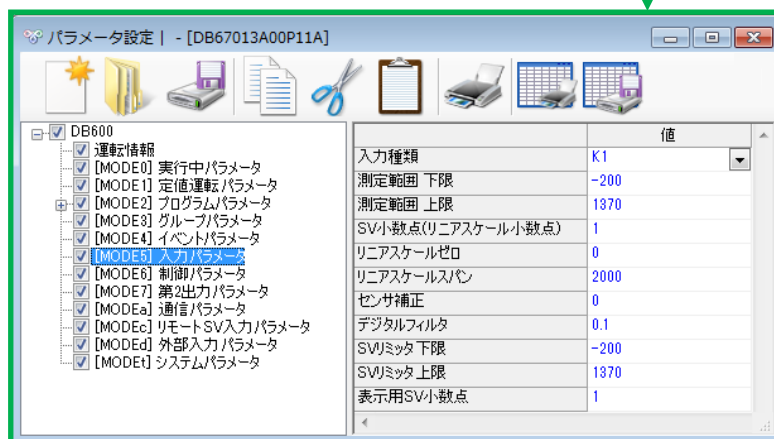 パラメータ設定 | - [DB67013A00P11A]
DB600
運転情報
[MODE0] 実行中パラメータ
[MODE1] 定値運転パラメータ
[MODE2] プログラムパラメータ
[MODE3] グループパラメータ
[MODE4] イベントパラメータ
[MODE5] 入力パラメータ
[MODE6] 制御パラメータ
[MODE7] 第2出力パラメータ
[MODEa] 通信パラメータ
[MODEc] リモートSV入力パラメータ
[MODEd] 外部入力パラメータ
[MODEt] システムパラメータ
値
入力種類 K1
測定範囲 下限 -200
測定範囲 上限 1370
SV小数点(リニアスケール小数点) 1
リニアスケールゼロ 0
リニアスケールスパン 2000
センサ補正 0
デジタルフィルタ 0.1
SVリミッタ下限 -200
SVリミッタ上限 1370
表示用SV小数点 1